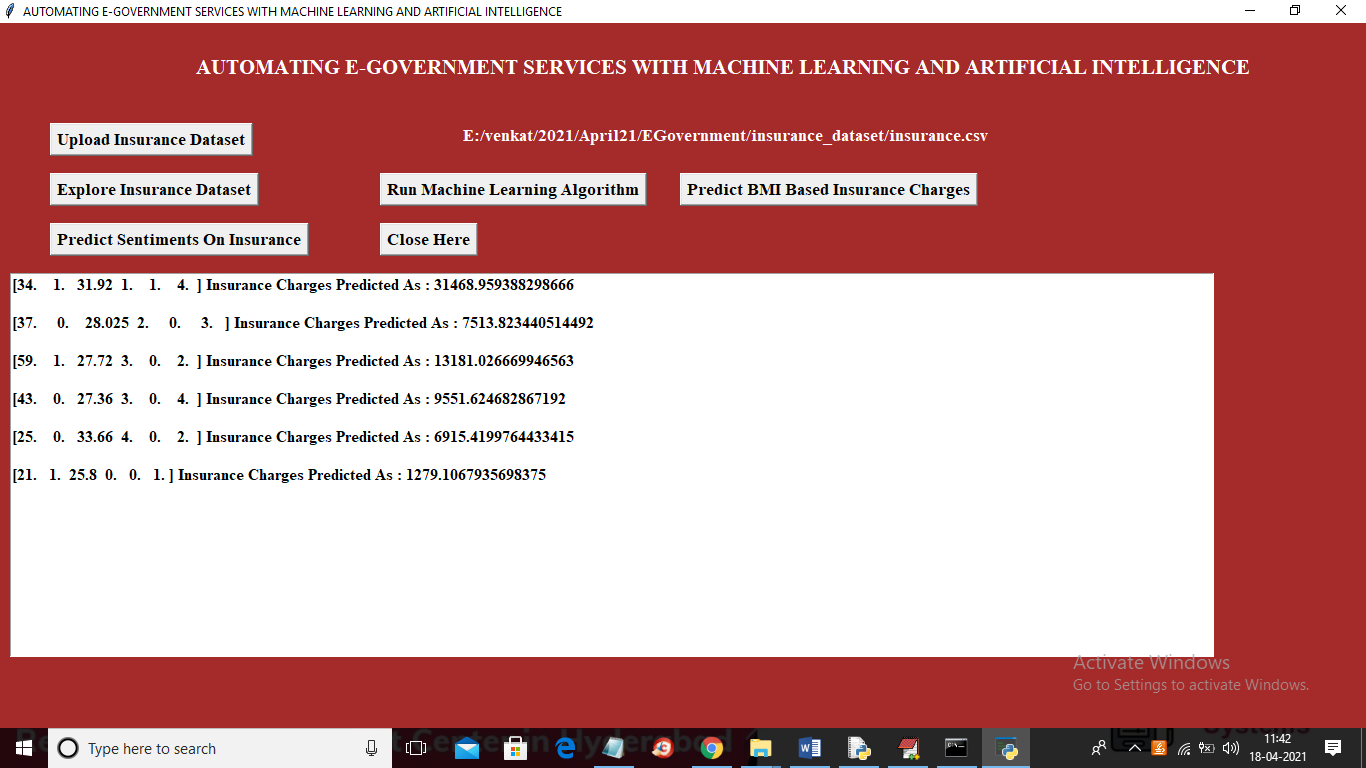 AUTOMATING E-GOVERNMENT SERVICES WITH MACHINE LEARNING AND ARTIFICIAL INTELLIGENCE
AUTOMATING E-GOVERNMENT SERVICES WITH MACHINE LEARNING AND ARTIFICIAL INTELLIGENCE
Upload Insurance Dataset
E:/venkat/2021/April21/EGovernment/insurance_dataset/insurance.csv
Explore Insurance Dataset
Run Machine Learning Algorithm
Predict BMI Based Insurance Charges
Predict Sentiments On Insurance
Close Here
[34. 1. 31.92 1. 1. 4. ] Insurance Charges Predicted As : 31468.959388298666
[37. 0. 28.025 2. 0. 3. ] Insurance Charges Predicted As : 7513.823440514492
[59. 1. 27.72 3. 0. 2. ] Insurance Charges Predicted As : 13181.026669946563
[43. 0. 27.36 3. 0. 4. ] Insurance Charges Predicted As : 9551.624682867192
[25. 0. 33.66 4. 0. 2. ] Insurance Charges Predicted As : 6915.4199764433415
[21. 1. 25.8 0. 0. 1. ] Insurance Charges Predicted As : 1279.1067935698375
Activate Windows
Go to Settings to activate Windows.
Type here to search
11:42
18-04-2021